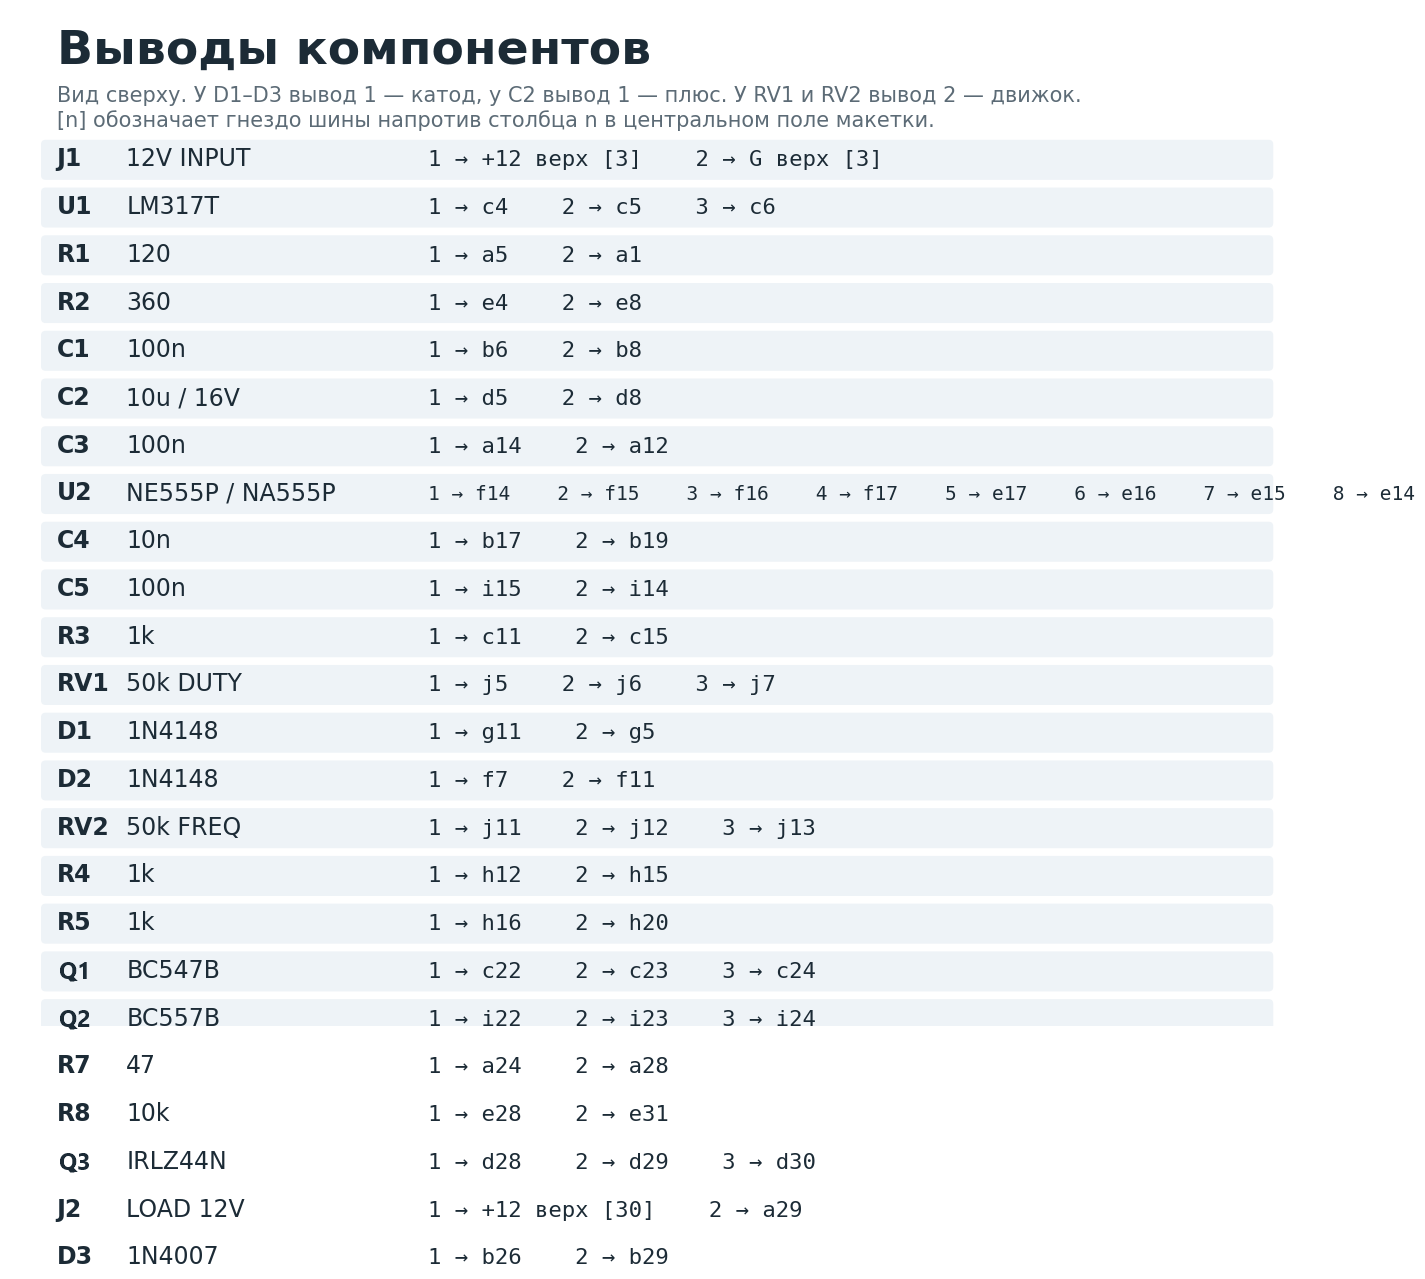 Выводы компонентов
Вид сверху. У D1–D3 вывод 1 — катод, у C2 вывод 1 — плюс. У RV1 и RV2 вывод 2 — движок.
[n] обозначает гнездо шины напротив столбца n в центральном поле макетки.
J1 12V INPUT 1 → +12 верх [3] 2 → G верх [3]
U1 LM317T 1 → c4 2 → c5 3 → c6
R1 120 1 → a5 2 → a1
R2 360 1 → e4 2 → e8
C1 100n 1 → b6 2 → b8
C2 10u / 16V 1 → d5 2 → d8
C3 100n 1 → a14 2 → a12
U2 NE555P / NA555P 1 → f14 2 → f15 3 → f16 4 → f17 5 → e17 6 → e16 7 → e15 8 → e14
C4 10n 1 → b17 2 → b19
C5 100n 1 → i15 2 → i14
R3 1k 1 → c11 2 → c15
RV1 50k DUTY 1 → j5 2 → j6 3 → j7
D1 1N4148 1 → g11 2 → g5
D2 1N4148 1 → f7 2 → f11
RV2 50k FREQ 1 → j11 2 → j12 3 → j13
R4 1k 1 → h12 2 → h15
R5 1k 1 → h16 2 → h20
Q1 BC547B 1 → c22 2 → c23 3 → c24
Q2 BC557B 1 → i22 2 → i23 3 → i24
R7 47 1 → a24 2 → a28
R8 10k 1 → e28 2 → e31
Q3 IRLZ44N 1 → d28 2 → d29 3 → d30
J2 LOAD 12V 1 → +12 верх [30] 2 → a29
D3 1N4007 1 → b26 2 → b29